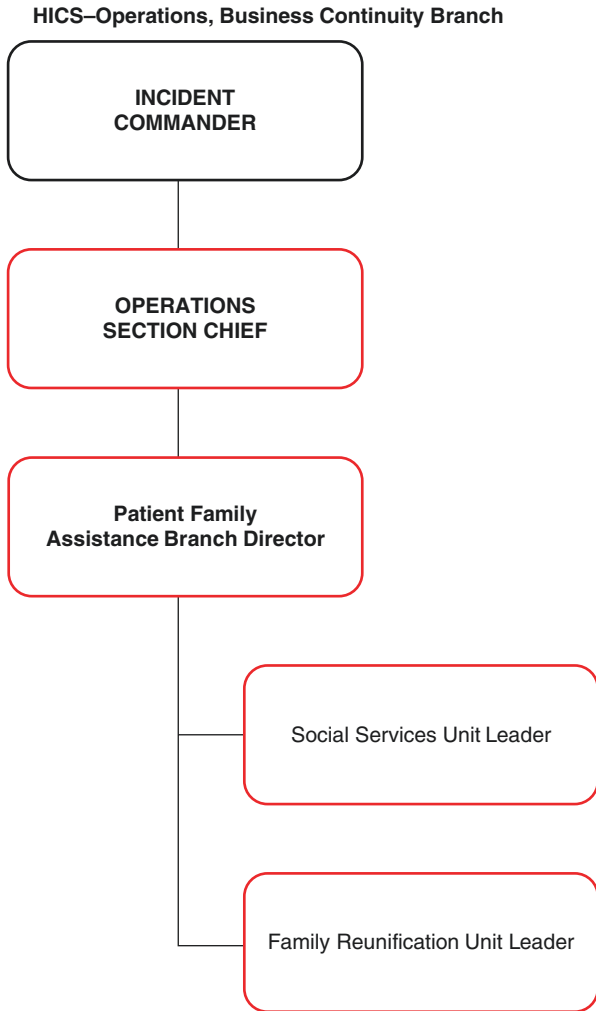 HICS–Operations, Business Continuity Branch
INCIDENT
COMMANDER
OPERATIONS
SECTION CHIEF
Patient Family
Assistance Branch Director
Social Services Unit Leader
Family Reunification Unit Leader